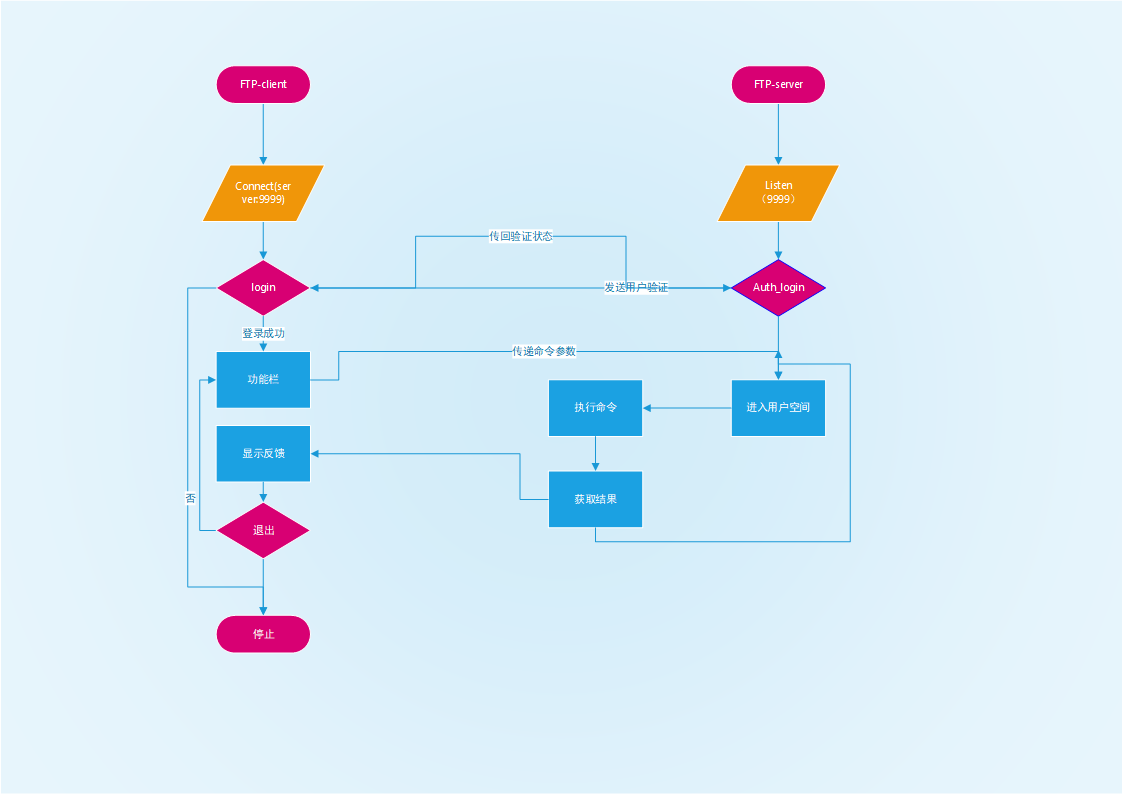 FTP-client
FTP-server
Connect(ser
ver:9999)
Listen
（9999）
传回验证状态
login
发送用户验证
Auth_login
登录成功
传递命令参数
功能栏
执行命令
进入用户空间
显示反馈
否
获取结果
退出
停止